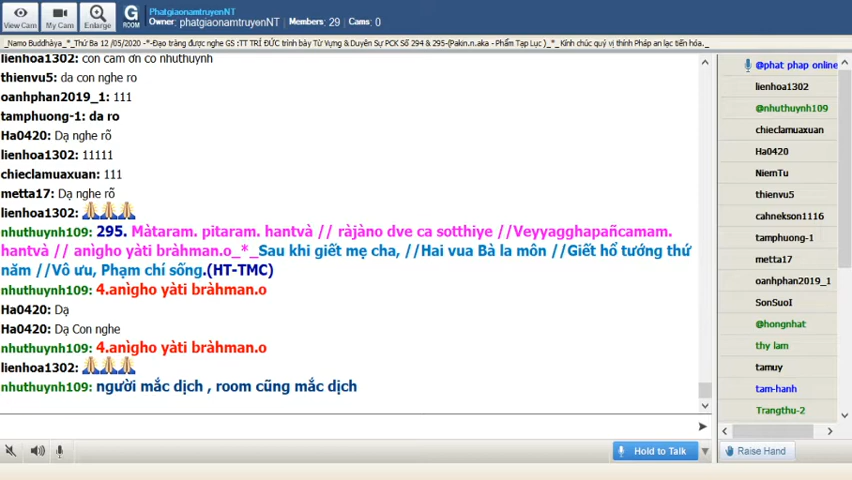 View Cam
My Cam
Enlarge
G
ROOM
PhatgiaonamtruyenNT
Owner: phatgiaonamtruyenNT Members: 29 Cams: 0
_Namo Buddhàya_*_Thứ Ba 12 /05/2020 -*-Đạo tràng được nghe GS :TT TRÍ ĐỨC trình bày Từ Vựng & Duyên Sự PCK Số 294 & 295-(Pakin.n.aka - Phẩm Tạp Lục )_*_ Kính chúc quý vị thính Pháp an lạc tiến hóa._
lienhoa1302: con cam ơn co nhuthuynh
thienvu5: da con nghe ro
oanhphan2019_1: 111
tamphuong-1: da ro
Ha0420: Dạ nghe rõ
lienhoa1302: 11111
chieclamuaxuan: 111
metta17: Dạ nghe rõ
lienhoa1302: 🙏🙏🙏
nhuthuynh109: 295. Màtaram. pitaram. hantvà // ràjàno dve ca sotthiye //Veyyagghapañcamam.
hantvà // anìgho yàti bràhman.o_*_Sau khi giết mẹ cha, //Hai vua Bà la môn //Giết hổ tướng thứ
năm //Vô ưu, Phạm chí sống.(HT-TMC)
nhuthuynh109: 4.anìgho yàti bràhman.o
Ha0420: Dạ
Ha0420: Dạ Con nghe
nhuthuynh109: 4.anìgho yàti bràhman.o
lienhoa1302: 🙏🙏🙏
nhuthuynh109: người mắc dịch , room cũng mắc dịch
Hold to Talk
@phat phap online
lienhoa1302
@nhuthuynh109
chieclamuaxuan
Ha0420
NiemTu
thienvu5
cahnekson1116
tamphuong-1
metta17
oanhphan2019_1
SonSuoI
@hongnhat
thy lam
tamuy
tam-hanh
Trangthu-2
Raise Hand